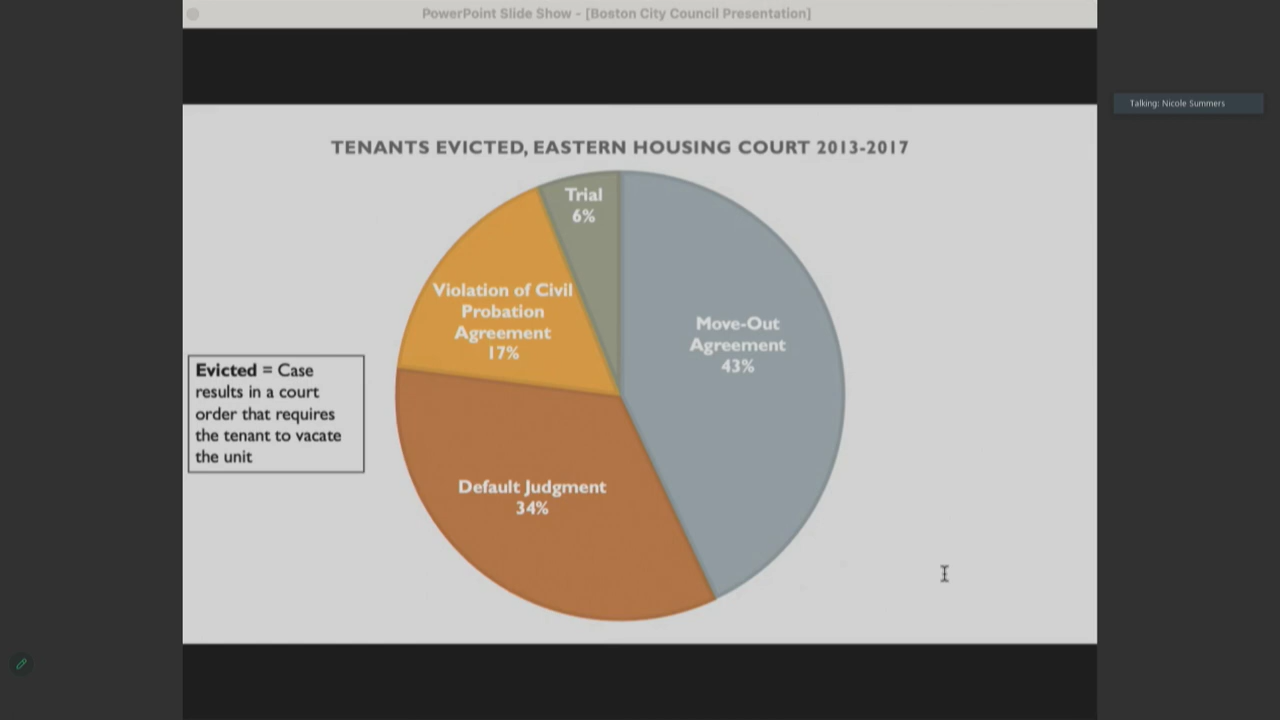 PowerPoint Slide Show - [Boston City Council Presentation]
Talking: Nicole Summers
TENANTS EVICTED, EASTERN HOUSING COURT 2013-2017
Trial
6%
Violation of Civil
Probation
Agreement
17%
Move-Out
Agreement
43%
Evicted = Case
results in a court
order that requires
the tenant to vacate
the unit
Default Judgment
34%